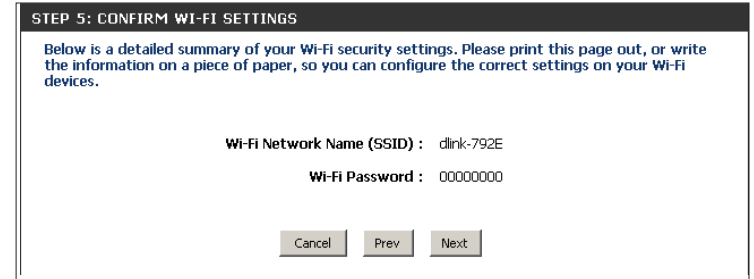 STEP 5: CONFIRM WI-FI SETTINGS
Below is a detailed summary of your Wi-Fi security settings. Please print this page out, or write
the information on a piece of paper, so you can configure the correct settings on your Wi-Fi
devices.
Wi-Fi Network Name (SSID) : dlink-792E
Wi-Fi Password : 00000000
Cancel Prev Next